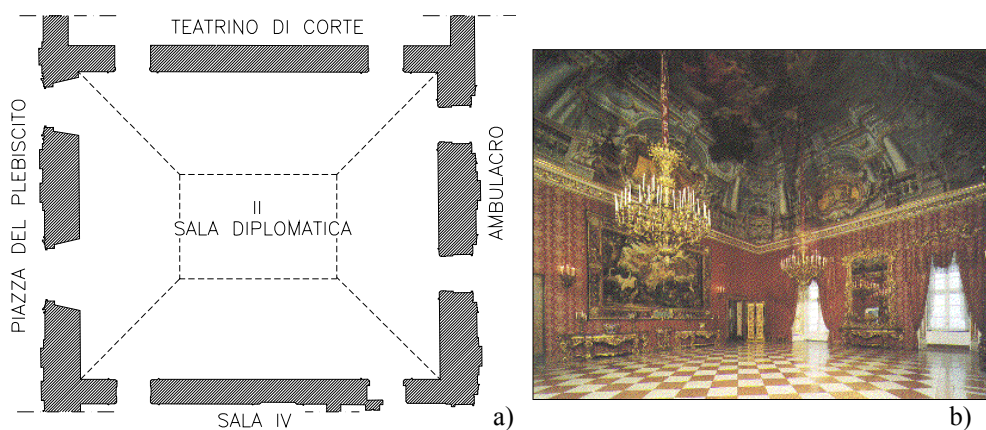 TEATRINO DI CORTE
PIAZZA DEL PLEBISCITO
II
SALA DIPLOMATICA
AMBULACRO
SALA IV
a)
b)